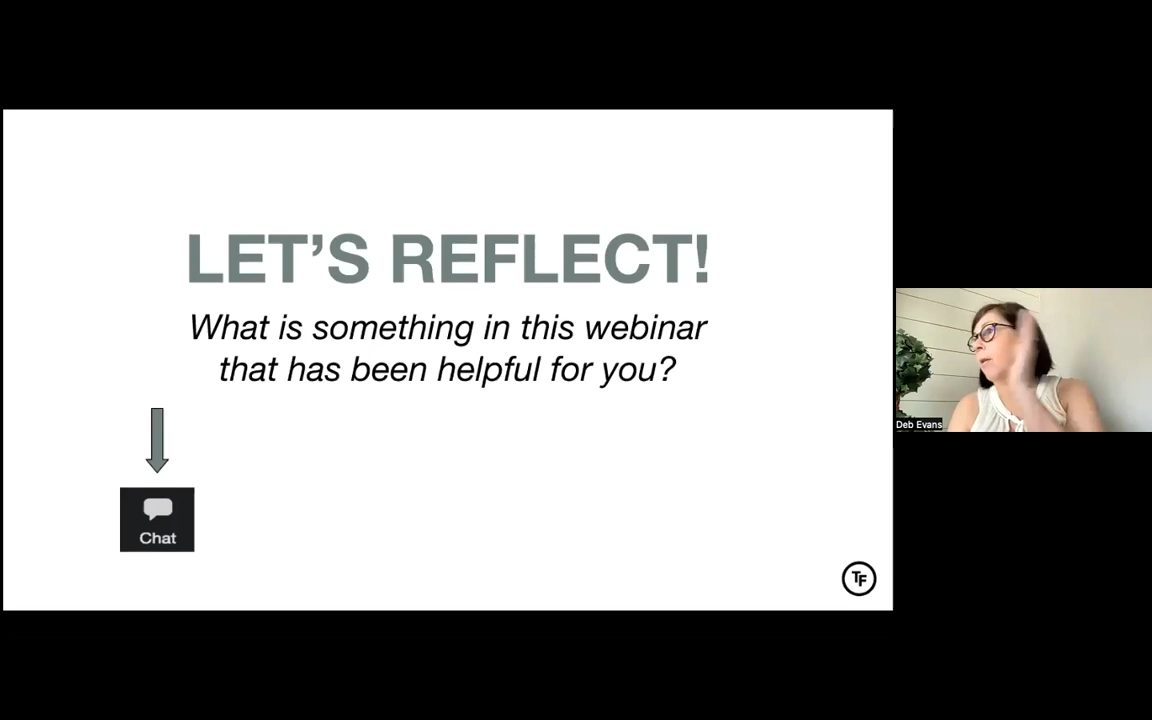 LET’S REFLECT!
What is something in this webinar
that has been helpful for you?
Chat
TF
Deb Evans